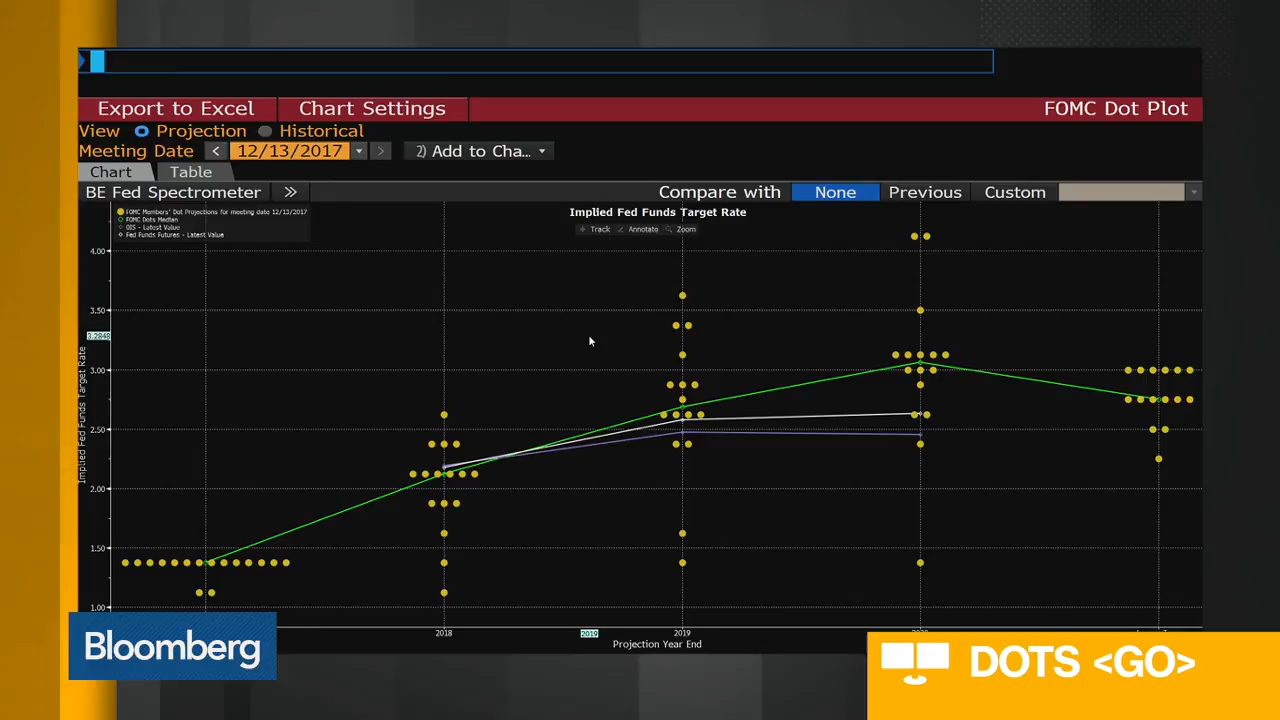 Export to Excel Chart Settings FOMC Dot Plot
View Projection Historical
Meeting Date < 12/13/2017 > 2) Add to Cha...
Chart Table
BE Fed Spectrometer >> Compare with None Previous Custom
Implied Fed Funds Target Rate
FOMC Members' Dot Projections for meeting date 12/13/2017
FOMC Dots Median
OIS - Latest Value
Fed Funds Futures - Latest Value
Track Annotate Zoom
4.00
3.50
3.00
2.50
2.00
1.50
1.00
Implied Fed Funds Target Rate
2018 2019 2019
Projection Year End
Bloomberg
DOTS <GO>